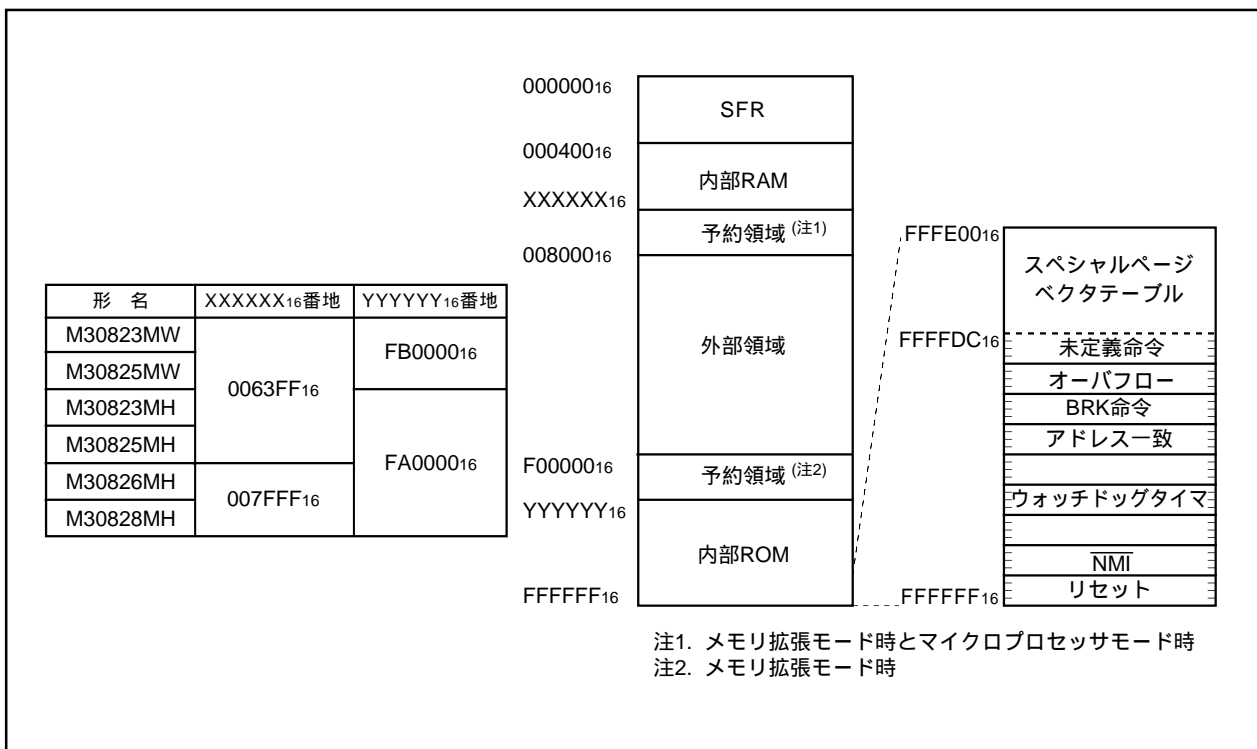 形 名 XXXXXX16番地 YYYYYY16番地
M30823MW
M30825MW
M30823MH
M30825MH
M30826MH
M30828MH
0063FF16
007FFF16
FB000016
FA000016
00000016
00040016
XXXXXX16
00800016
F0000016
YYYYYY16
FFFFFF16
SFR
内部RAM
予約領域 (注1)
外部領域
予約領域 (注2)
内部ROM
FFFE0016
FFFFDC16
FFFFFF16
スペシャルページ
ベクタテーブル
未定義命令
オーバフロー
BRK命令
アドレス一致
ウォッチドッグタイマ
NMI
リセット
注1. メモリ拡張モード時とマイクロプロセッサモード時
注2. メモリ拡張モード時